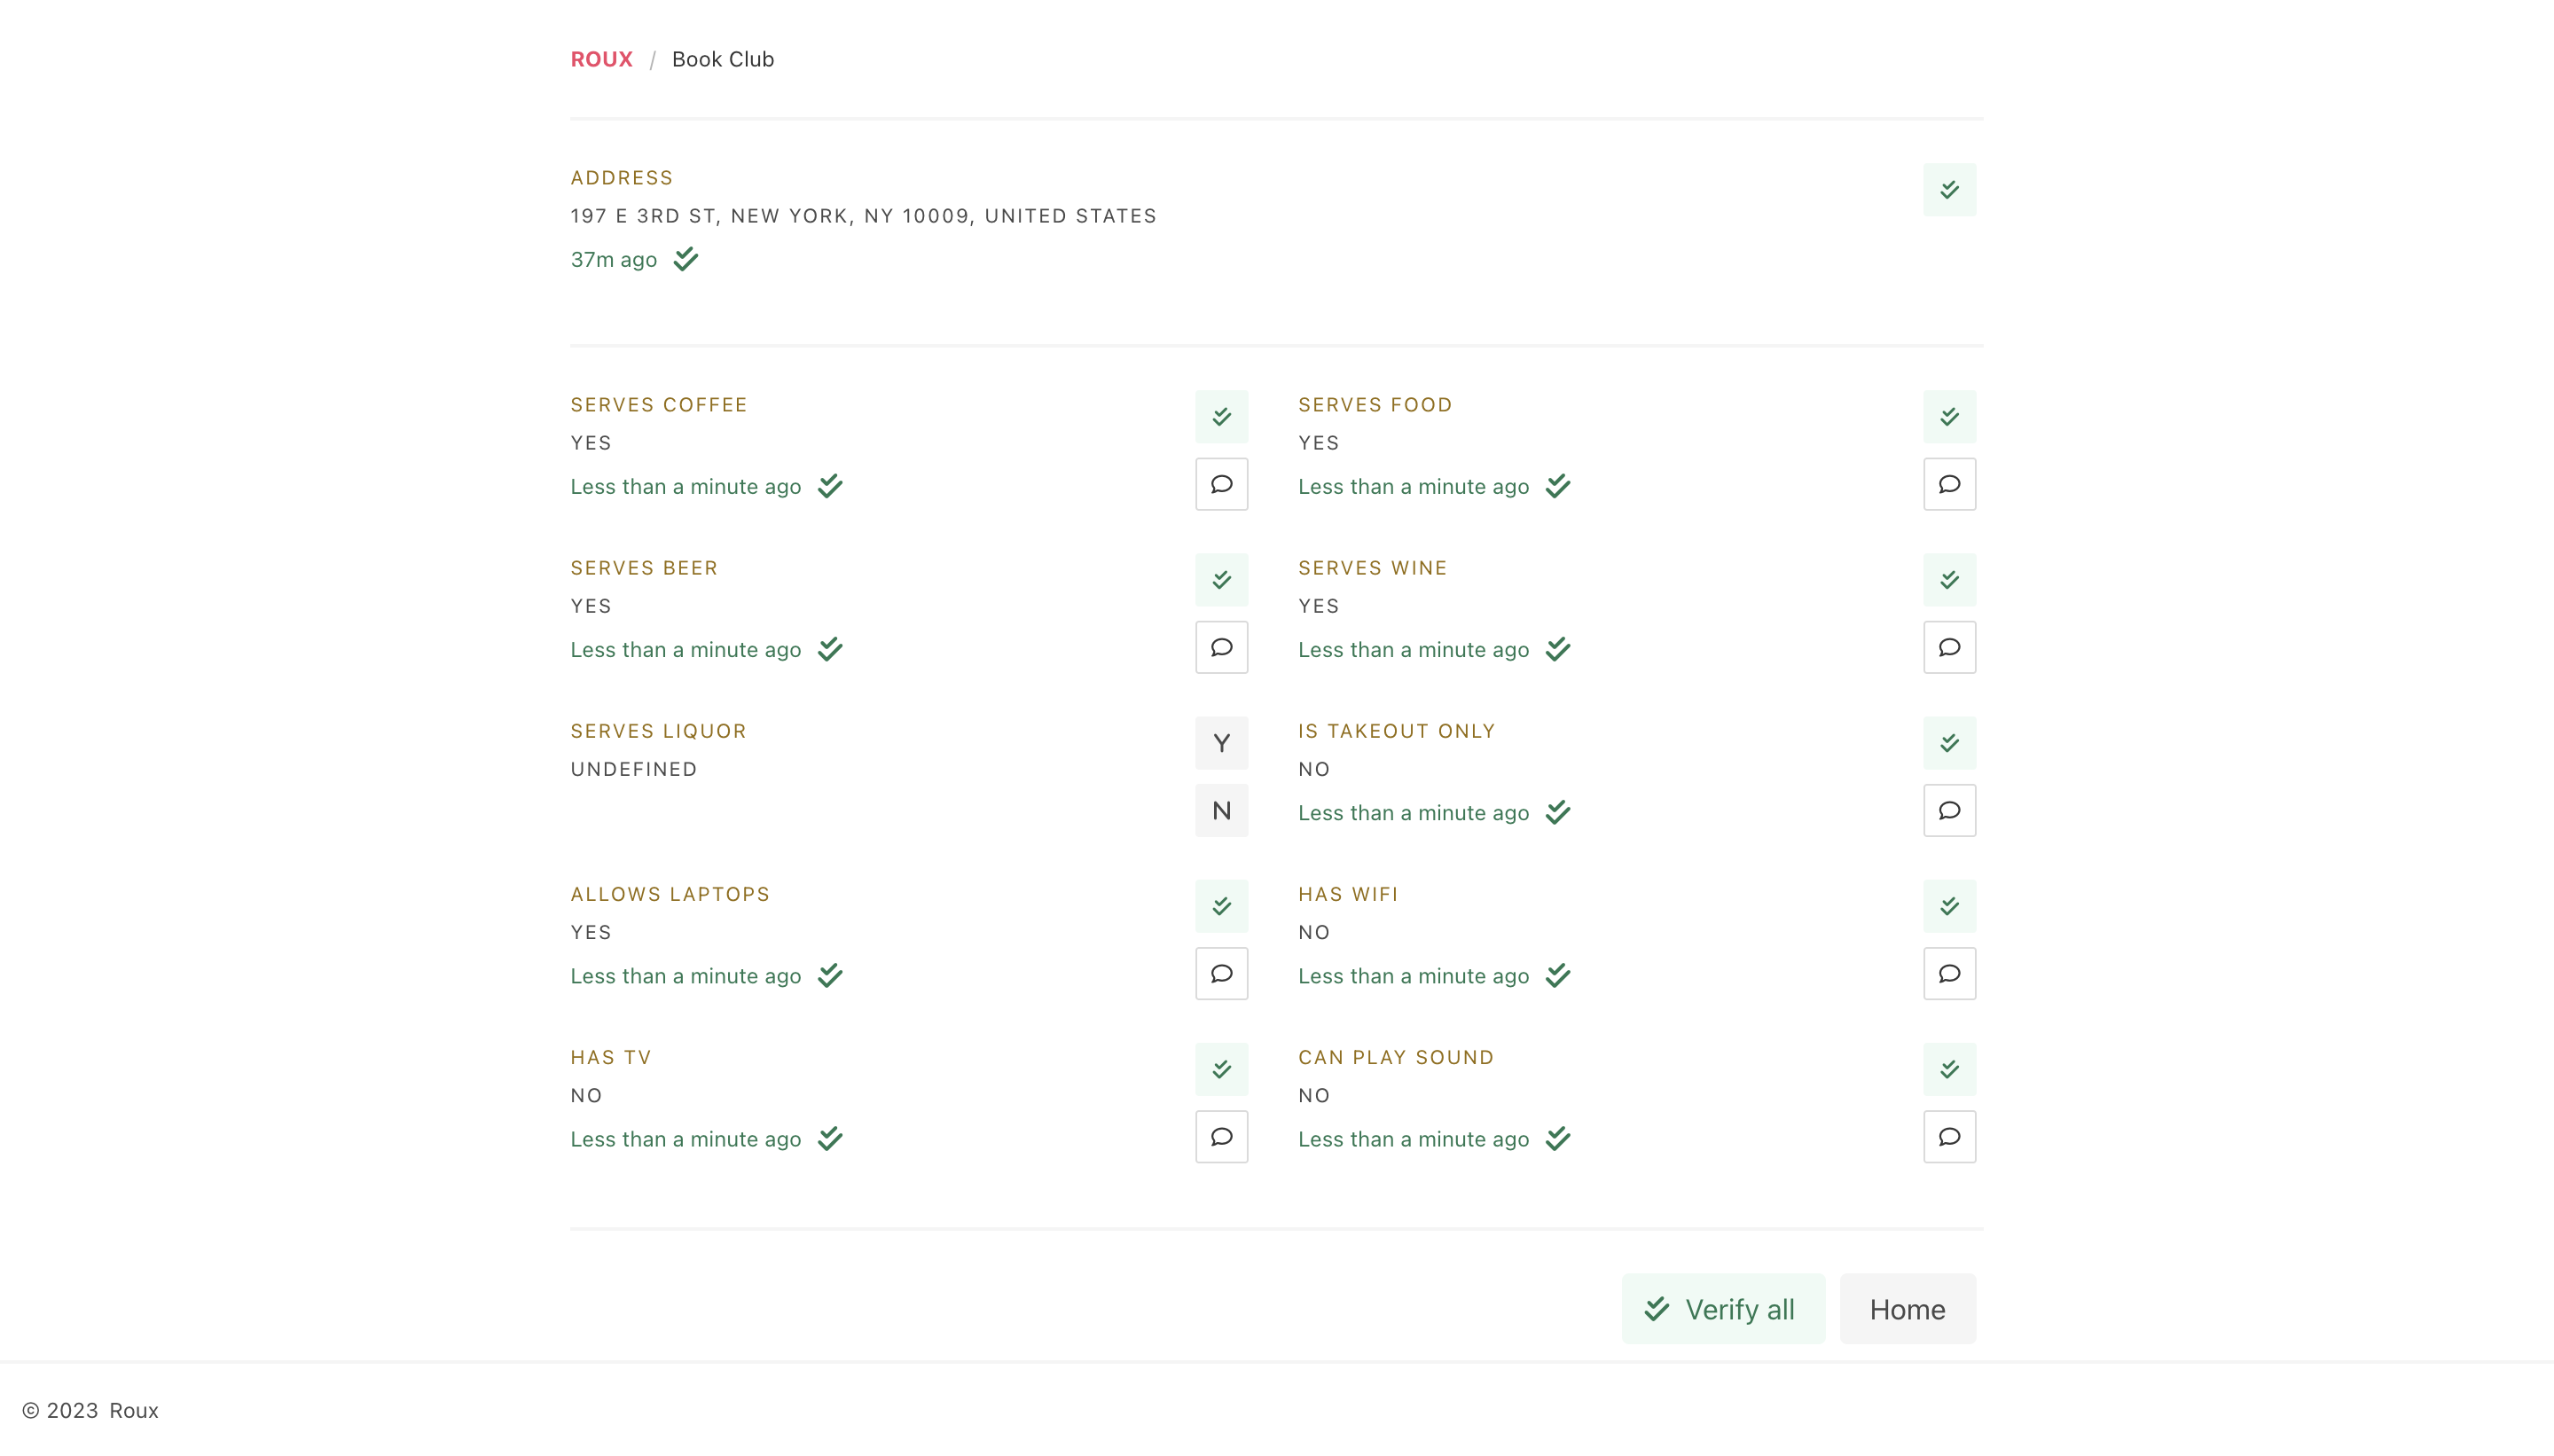 ROUX / Book Club
ADDRESS
197 E 3RD ST, NEW YORK, NY 10009, UNITED STATES
37m ago
SERVES COFFEE
YES
Less than a minute ago
SERVES FOOD
YES
Less than a minute ago
SERVES BEER
YES
Less than a minute ago
SERVES WINE
YES
Less than a minute ago
SERVES LIQUOR
UNDEFINED
Y
N
IS TAKEOUT ONLY
NO
Less than a minute ago
ALLOWS LAPTOPS
YES
Less than a minute ago
HAS WIFI
NO
Less than a minute ago
HAS TV
NO
Less than a minute ago
CAN PLAY SOUND
NO
Less than a minute ago
Verify all
Home
© 2023 Roux